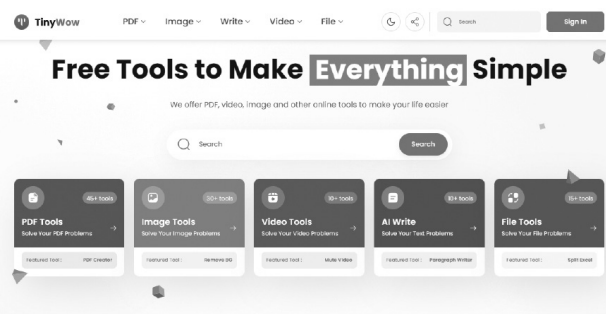 TinyWow
PDF Image Write Video File
Search
Sign In
Free Tools to Make Everything Simple
We offer PDF, video, image and other online tools to make your life easier
Search
Search
45+ tools
PDF Tools
Solve Your PDF Problems
Featured Tool : PDF Creator
30+ tools
Image Tools
Solve Your Image Problems
Featured Tool : Remove BG
10+ tools
Video Tools
Solve Your Video Problems
Featured Tool : Mute Video
10+ tools
AI Write
Solve Your Text Problems
Featured Tool : Paragraph Writer
15+ tools
File Tools
Solve Your File Problems
Featured Tool : Split Excel